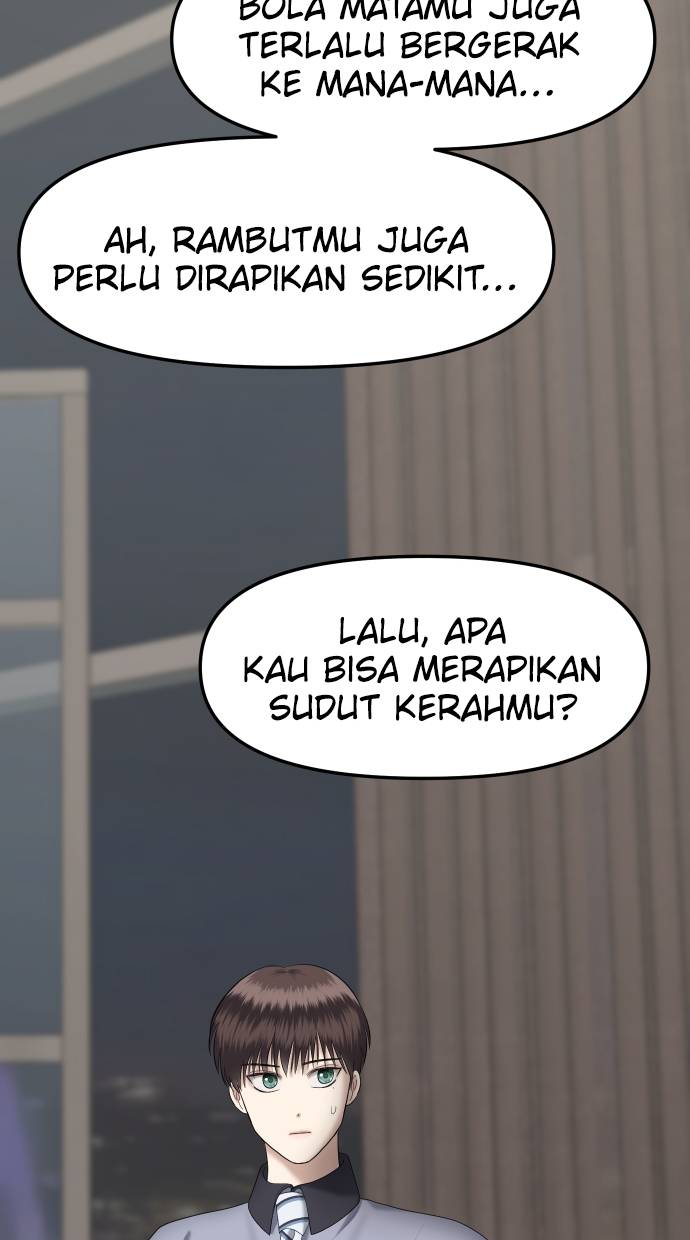 BOLA MATAMU JUGA
TERLALU BERGERAK
KE MANA-MANA...
AH, RAMBUTMU JUGA
PERLU DIRAPIKAN SEDIKIT...
LALU, APA
KAU BISA MERAPIKAN
SUDUT KERAHMU?